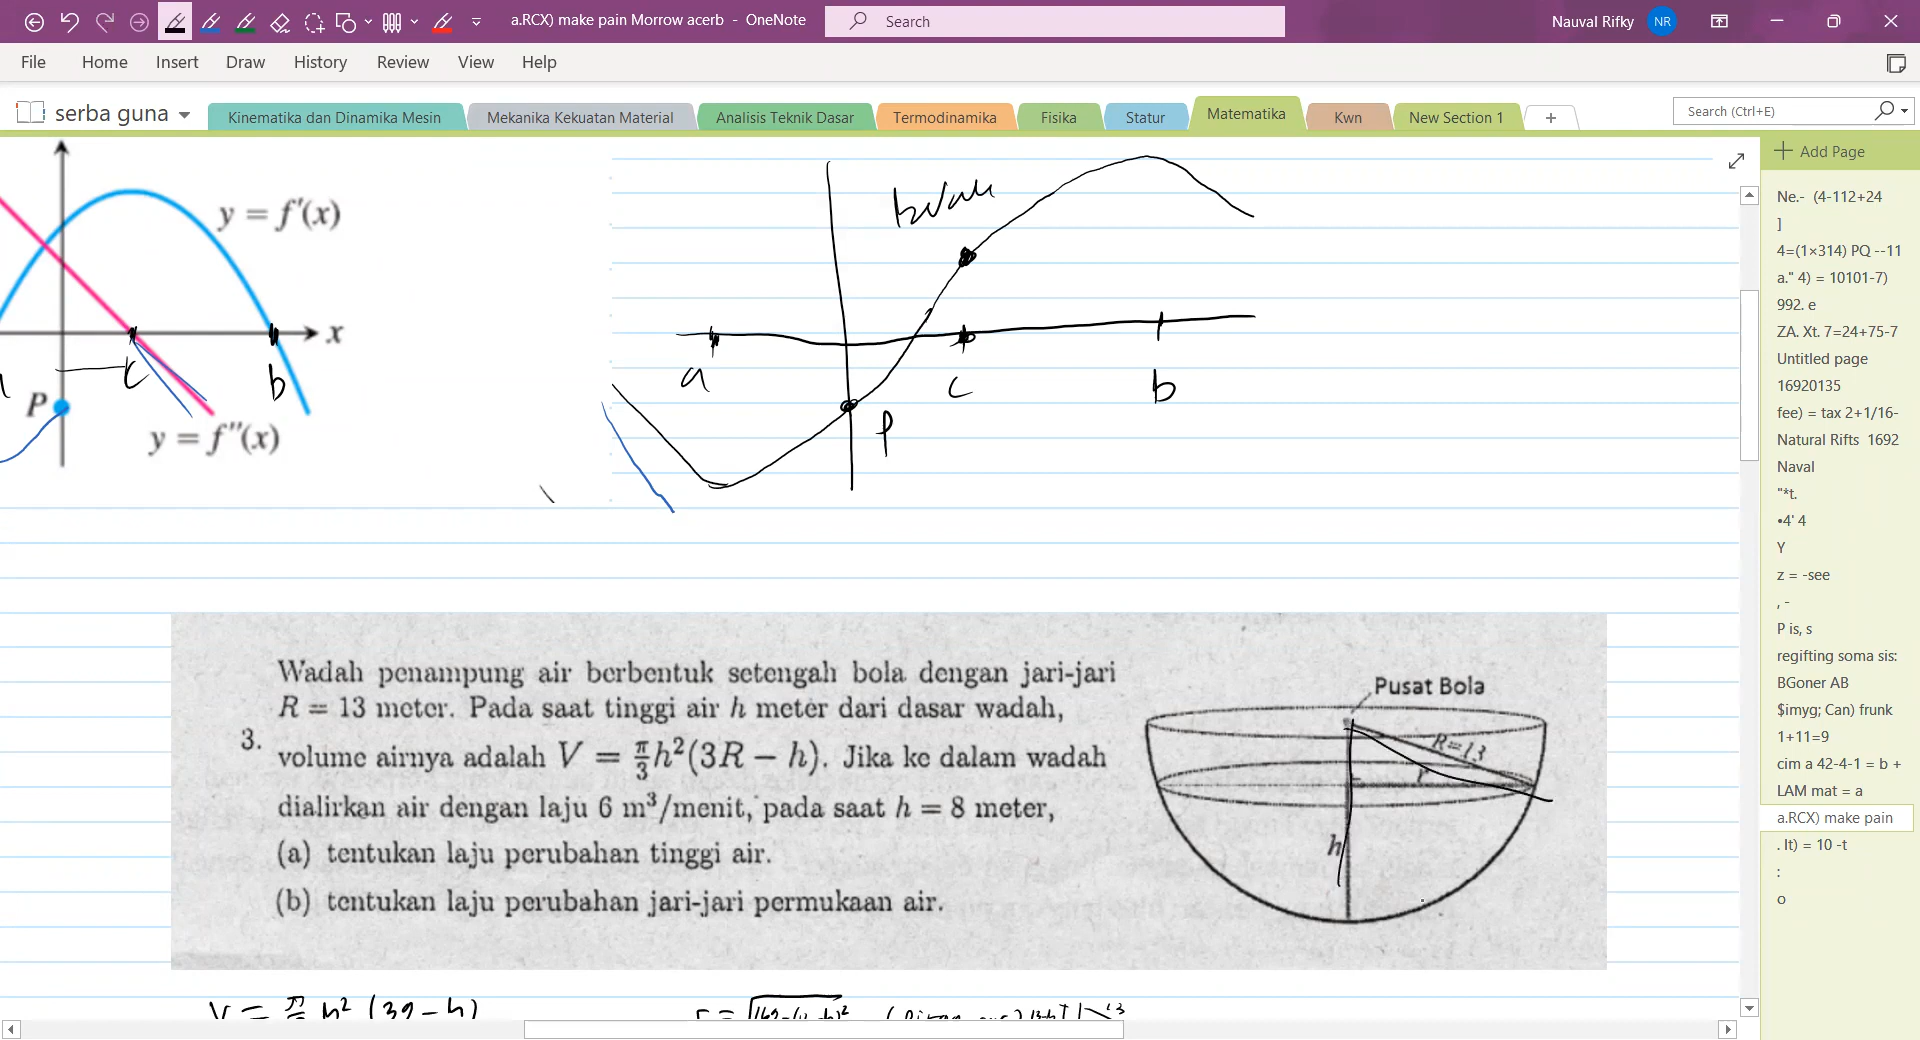 a.RCX) make pain Morrow acerb - OneNote
Search
Nauval Rifky
NR
File Home Insert Draw History Review View Help
serba guna
Kinematika dan Dinamika Mesin
Mekanika Kekuatan Material
Analisis Teknik Dasar
Termodinamika
Fisika
Statur
Matematika
Kwn
New Section 1
Search (Ctrl+E)
y = f'(x)
x
c
b
P
y = f''(x)
a
c
b
P
Pusat Bola
R=13
r
h
Wadah penampung air berbentuk setengah bola dengan jari-jari
R = 13 meter. Pada saat tinggi air h meter dari dasar wadah,
3.
volume airnya adalah V = π/3 h²(3R − h). Jika ke dalam wadah
dialirkan air dengan laju 6 m³/menit, pada saat h = 8 meter,
(a) tentukan laju perubahan tinggi air.
(b) tentukan laju perubahan jari-jari permukaan air.
V = π h² (39 - h)
Add Page
Ne.- (4-112+24
]
4=(1×314) PQ --11
a." 4) = 10101-7)
992. e
ZA. Xt. 7=24+75-7
Untitled page
16920135
fee) = tax 2+1/16-
Natural Rifts 1692
Naval
"*t.
•4' 4
Y
z = -see
, -
P is, s
regifting soma sis:
BGoner AB
$imyg; Can) frunk
1+11=9
cim a 42-4-1 = b +
LAM mat = a
a.RCX) make pain
. It) = 10 -t
:
o